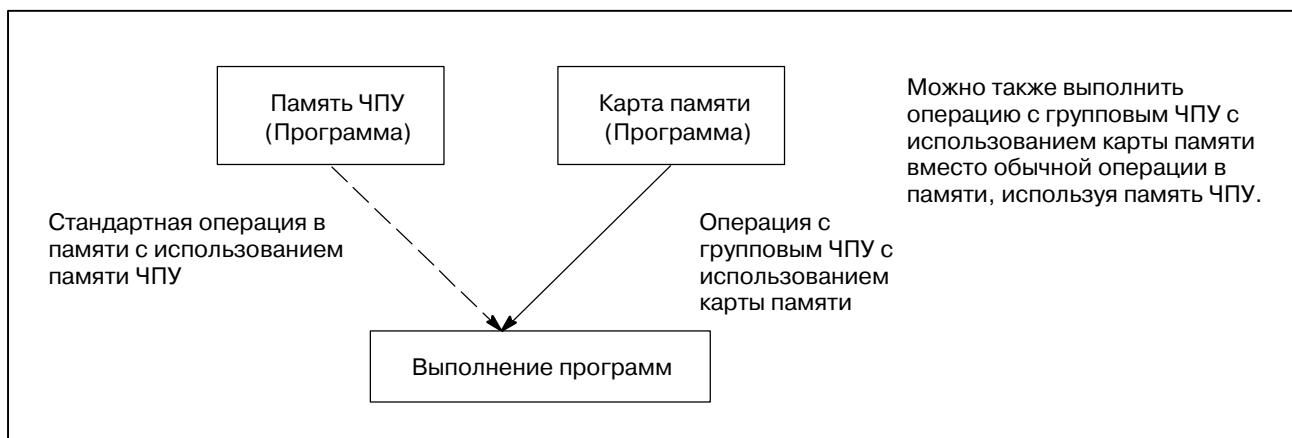 Память ЧПУ
(Программа)
Карта памяти
(Программа)
Можно также выполнить
операцию с групповым ЧПУ с
использованием карты памяти
вместо обычной операции в
памяти, используя память ЧПУ.
Стандартная операция в
памяти с использованием
памяти ЧПУ
Операция с
групповым ЧПУ с
использованием
карты памяти
Выполнение программ